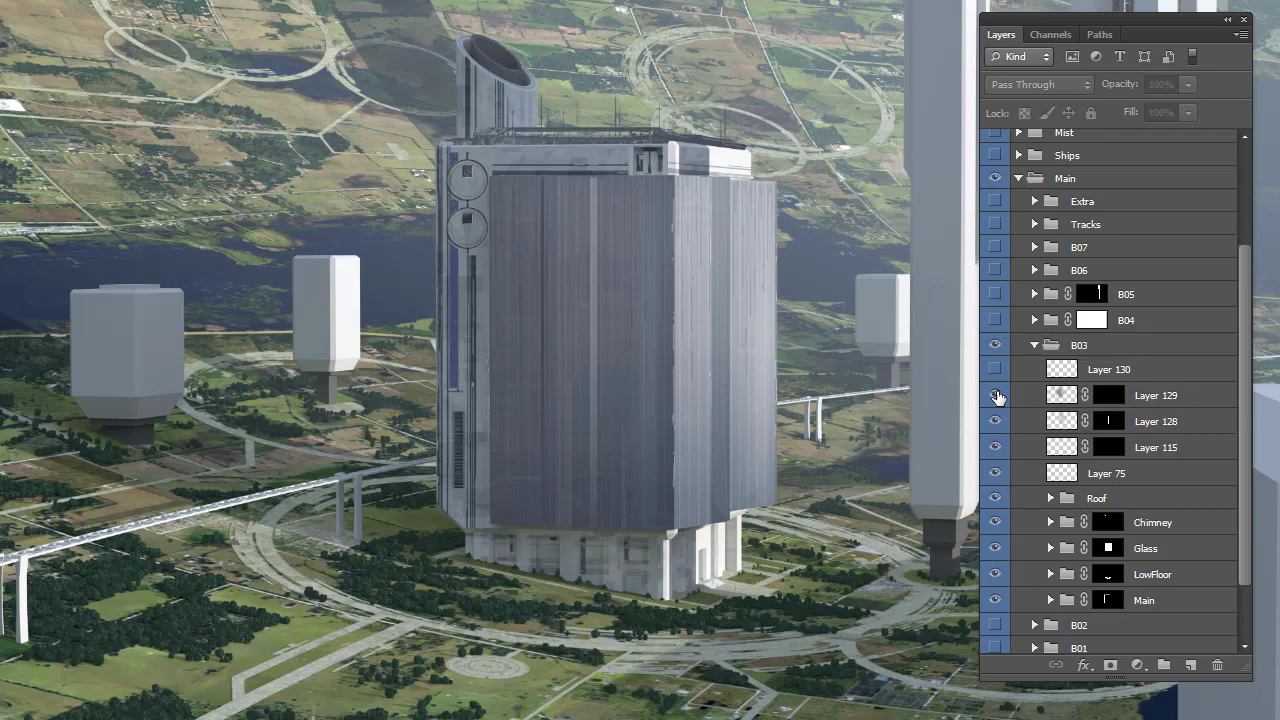 Layers Channels Paths
Kind T
Pass Through Opacity: 100%
Lock: Fill: 100%
Mist
Ships
Main
Extra
Tracks
B07
B06
B05
B04
B03
Layer 130
Layer 129
Layer 128
Layer 115
Layer 75
Roof
Chimney
Glass
LowFloor
Main
B02
B01
fx